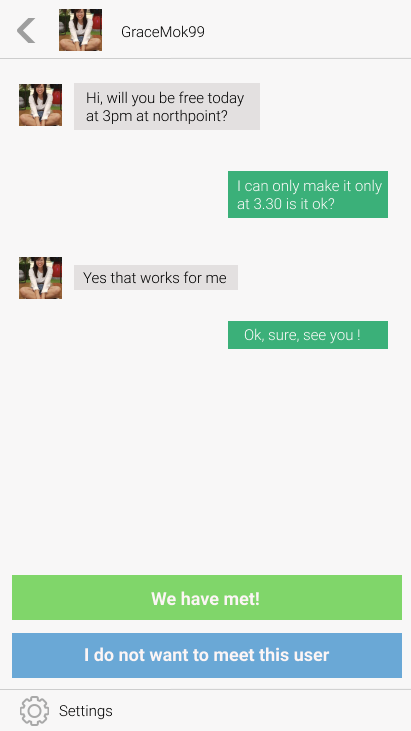 GraceMok99
Hi, will you be free today
at 3pm at northpoint?
I can only make it only
at 3.30 is it ok?
Yes that works for me
Ok, sure, see you !
We have met!
I do not want to meet this user
Settings